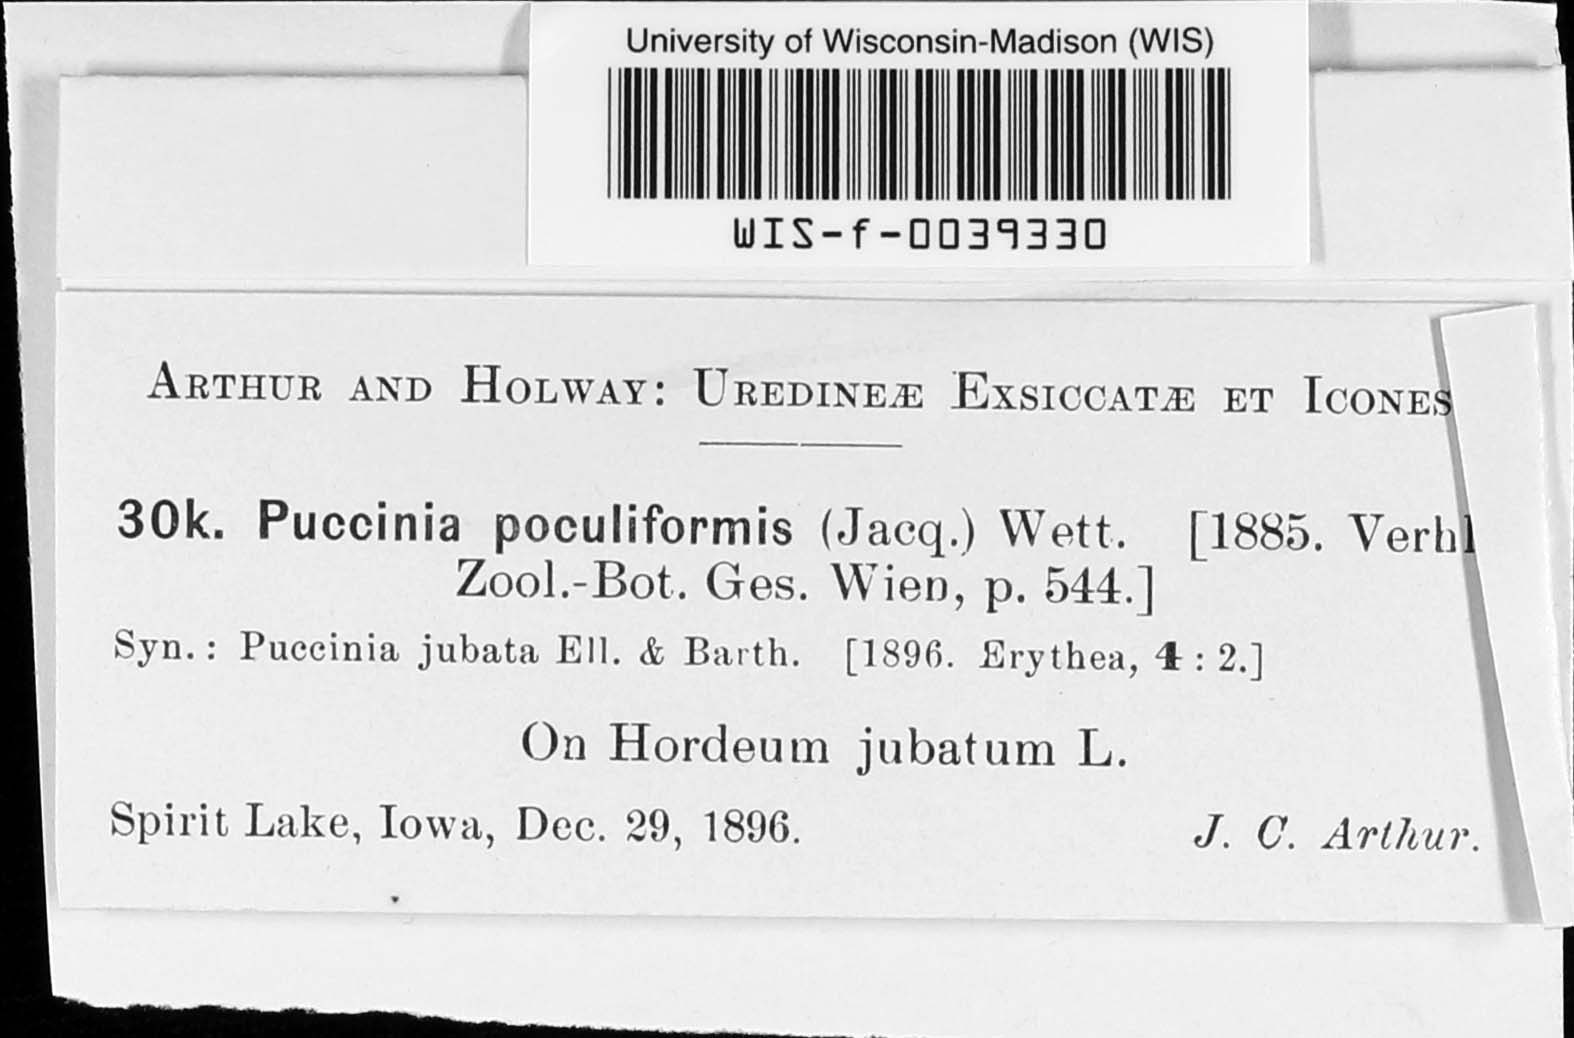 University of Wisconsin-Madison (WIS)
WIS-f-0039330
ARTHUR AND HOLWAY: UREDINEÆ EXSICCATÆ ET ICONES
30k. Puccinia poculiformis (Jacq.) Wett. [1885. Verhl
Zool.-Bot. Ges. Wien, p. 544.]
Syn.: Puccinia jubata Ell. & Barth. [1896. Erythea, 4 : 2.]
On Hordeum jubatum L.
Spirit Lake, Iowa, Dec. 29, 1896. J. C. Arthur.